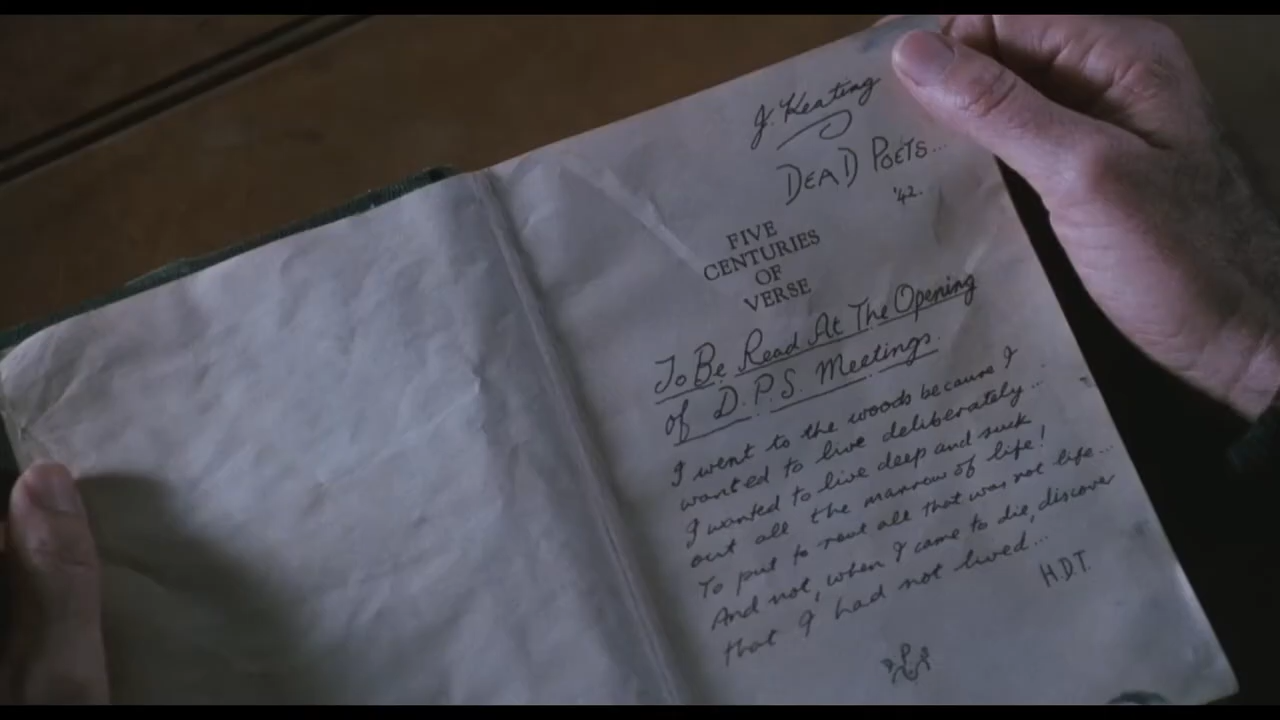 J. Keating
DEAD POETS...
'42.
FIVE
CENTURIES
OF
VERSE
To Be Read At The Opening
of D.P.S. Meetings.
I went to the woods because I
wanted to live deliberately...
I wanted to live deep and suck
out all the marrow of life!
To put to rout all that was not life...
And not, when I came to die, discover
that I had not lived...
H.D.T.